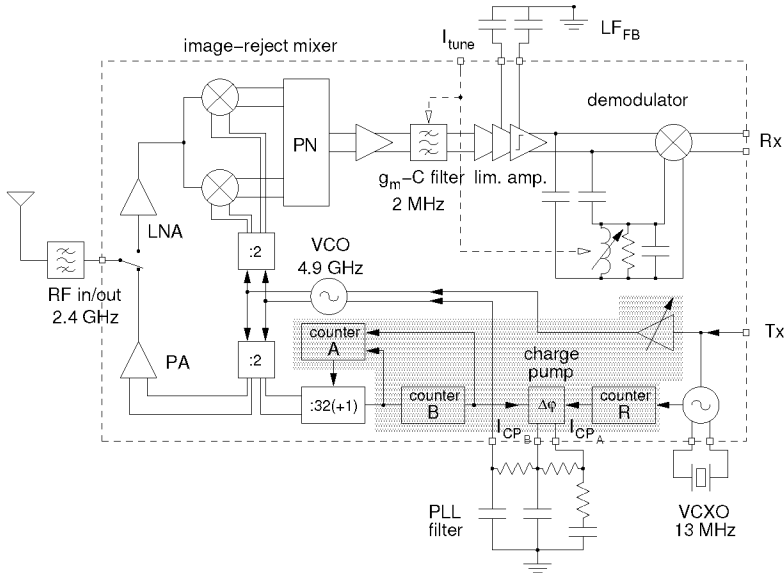 image-reject mixer
I_tune
LF_FB
demodulator
PN
Rx
g_m-C filter
lim. amp.
2 MHz
LNA
:2
VCO
4.9 GHz
RF in/out
2.4 GHz
Tx
counter
A
charge
pump
PA
:2
:32(+1)
counter
B
Δφ
counter
R
I_CP_B
I_CP_A
PLL
filter
VCXO
13 MHz